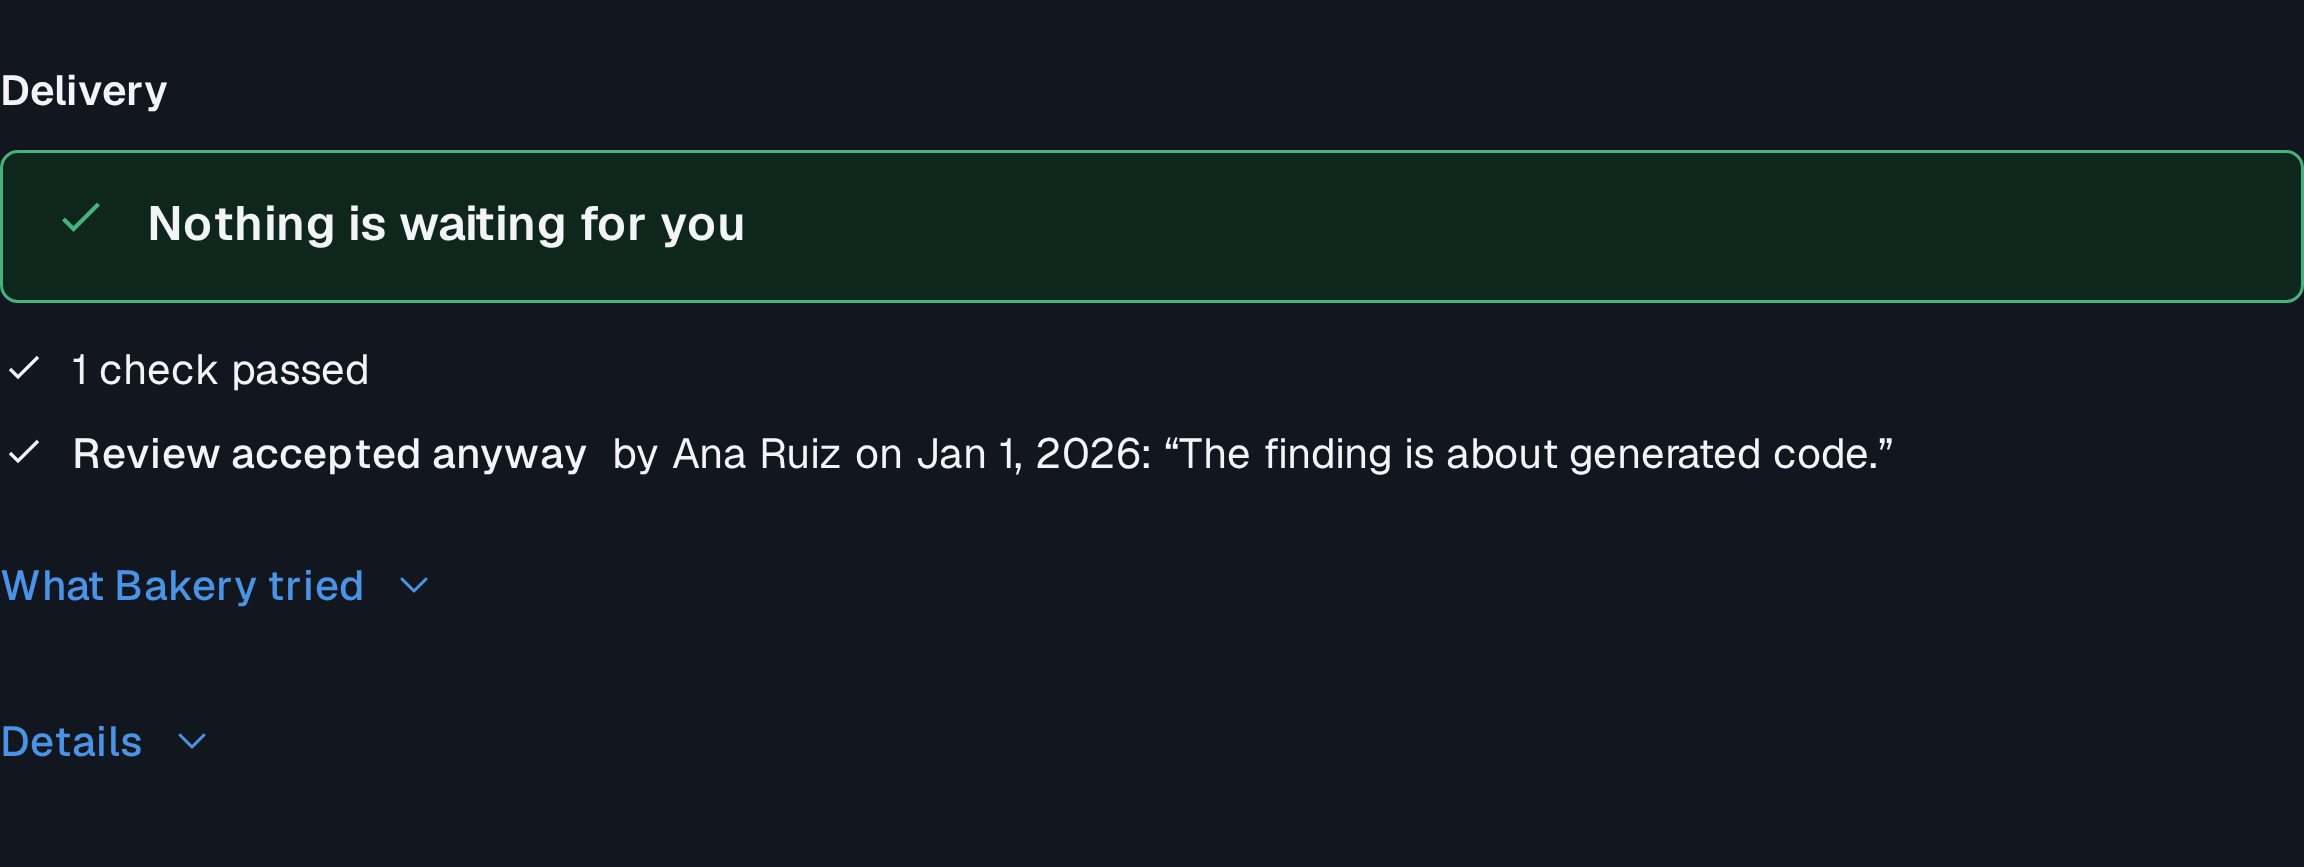 Delivery
Nothing is waiting for you
1 check passed
Review accepted anyway by Ana Ruiz on Jan 1, 2026: “The finding is about generated code.”
What Bakery tried
Details